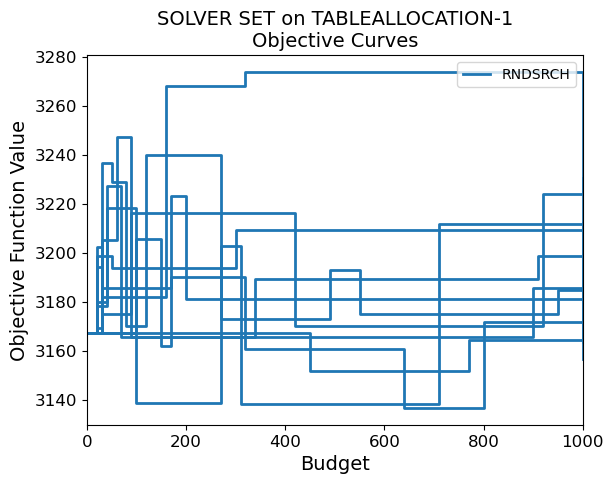 SOLVER SET on TABLEALLOCATION-1
Objective Curves
RNDSRCH
Objective Function Value
3280
3260
3240
3220
3200
3180
3160
3140
0 200 400 600 800 1000
Budget